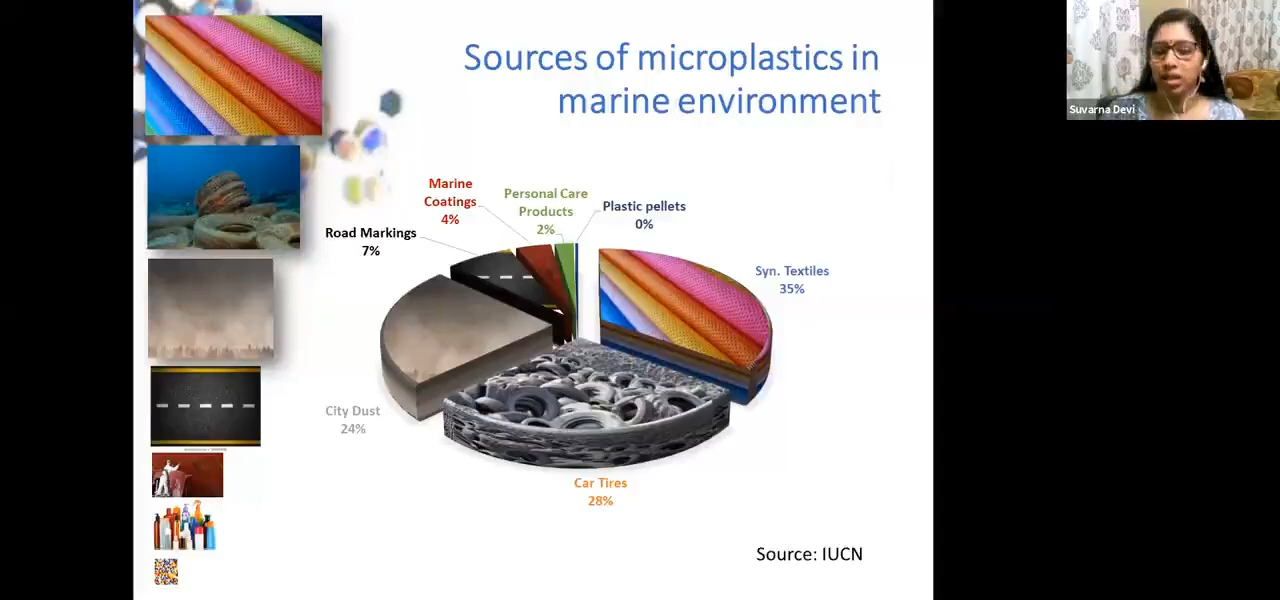 Sources of microplastics in
marine environment
Suvarna Devi
Marine
Coatings
4%
Personal Care
Products
2%
Plastic pellets
0%
Road Markings
7%
Syn. Textiles
35%
City Dust
24%
Car Tires
28%
Source: IUCN